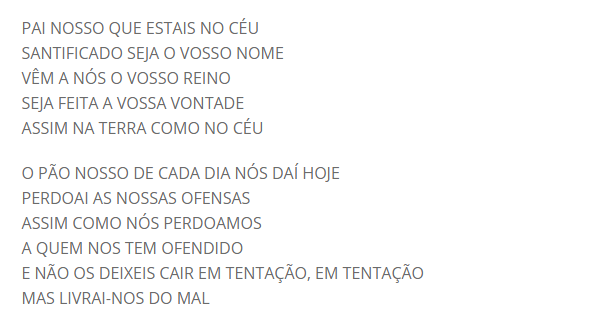 PAI NOSSO QUE ESTAIS NO CÉU
SANTIFICADO SEJA O VOSSO NOME
VÊM A NÓS O VOSSO REINO
SEJA FEITA A VOSSA VONTADE
ASSIM NA TERRA COMO NO CÉU
O PÃO NOSSO DE CADA DIA NÓS DAÍ HOJE
PERDOAI AS NOSSAS OFENSAS
ASSIM COMO NÓS PERDOAMOS
A QUEM NOS TEM OFENDIDO
E NÃO OS DEIXEIS CAIR EM TENTAÇÃO, EM TENTAÇÃO
MAS LIVRAI-NOS DO MAL